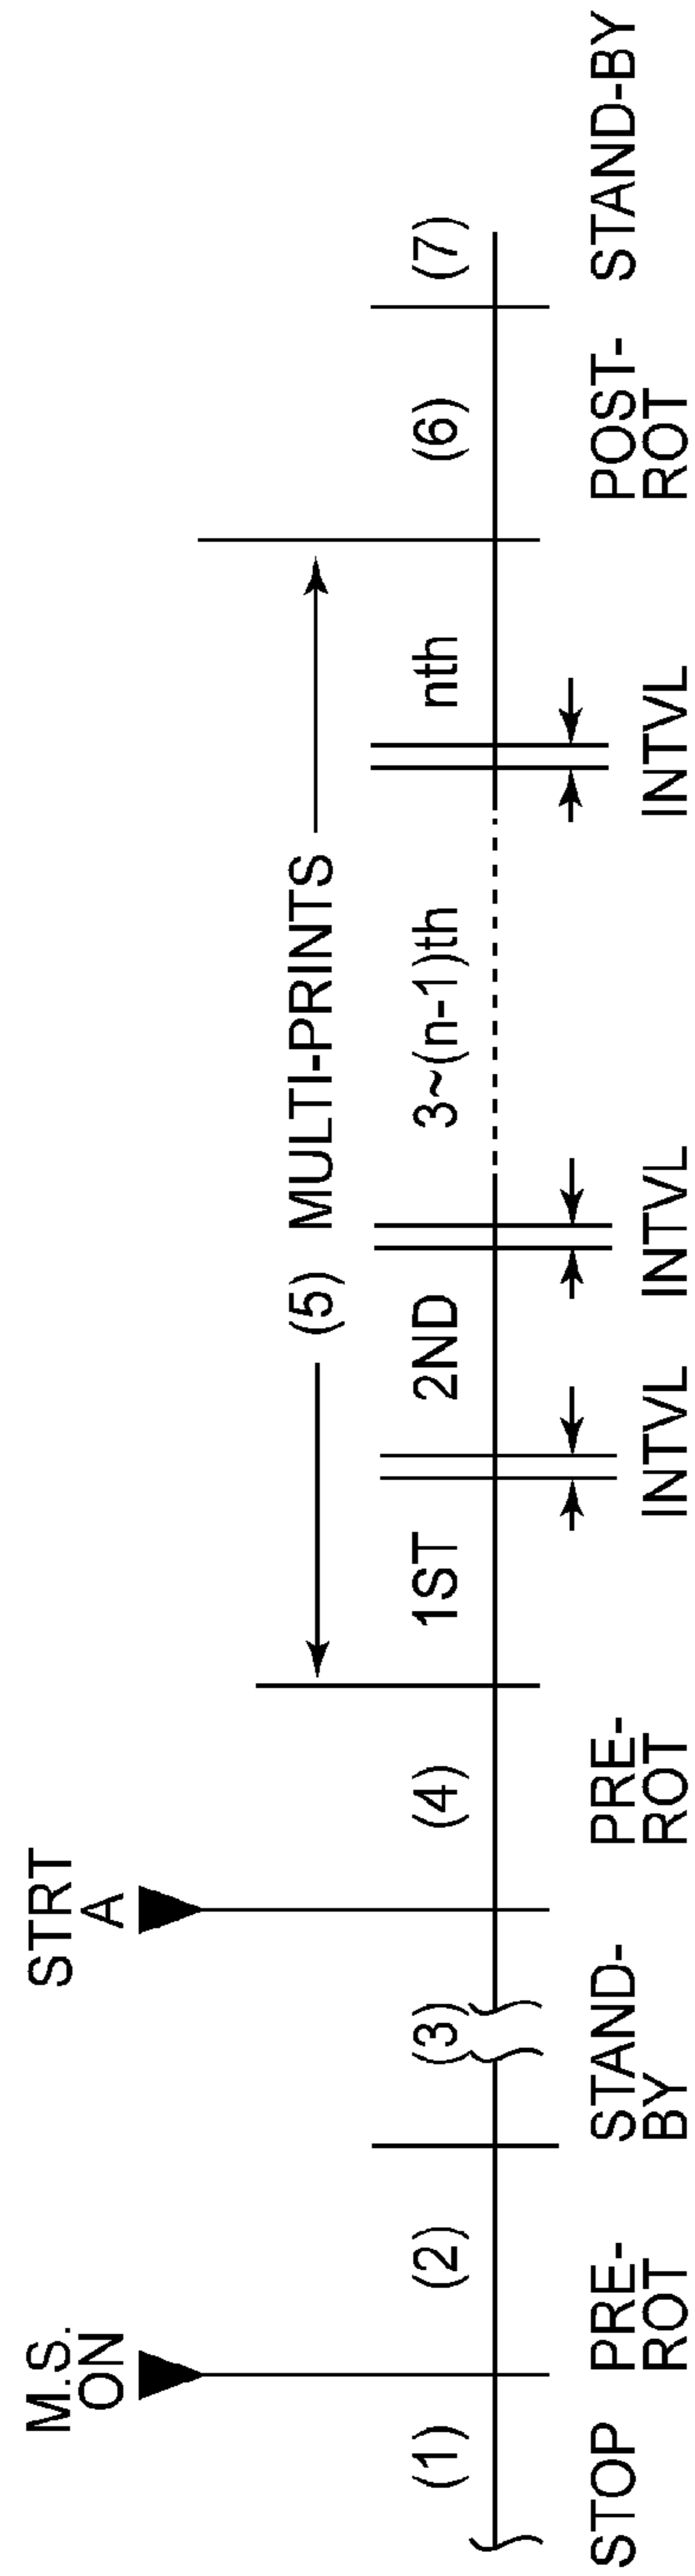 M.S.
ON
STRT
A
(5) MULTI-PRINTS
(1)
(2)
(3)
(4)
1ST
2ND
3~(n-1)th
nth
(6)
(7)
STOP
PRE-
ROT
STAND-
BY
PRE-
ROT
INTVL
INTVL
INTVL
POST-
ROT
STAND-BY